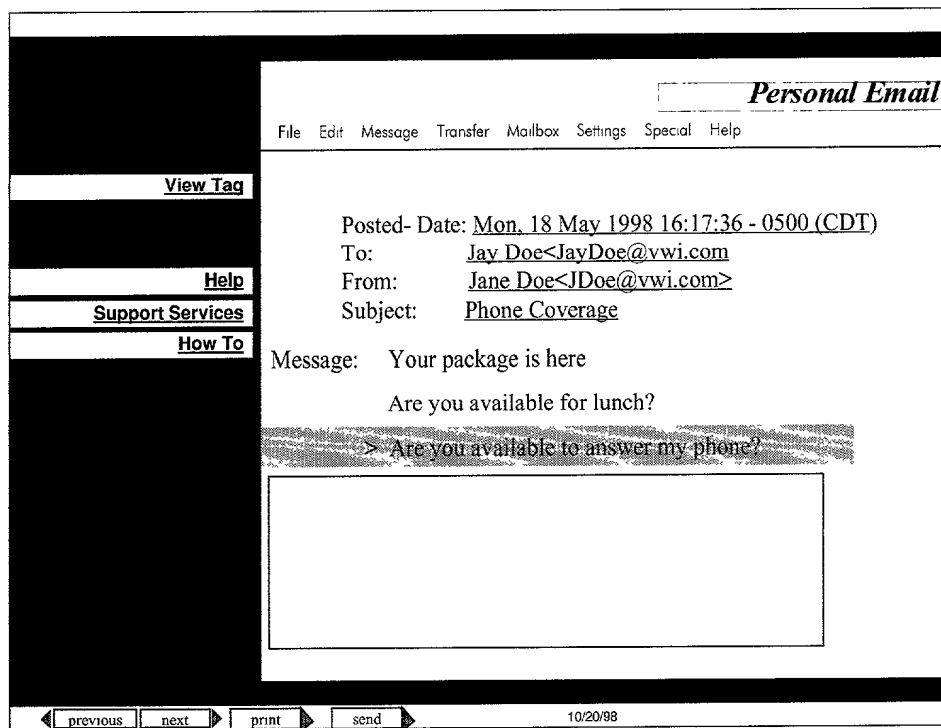 Personal Email
File Edit Message Transfer Mailbox Settings Special Help
View Tag
Help
Support Services
How To
Posted- Date: Mon, 18 May 1998 16:17:36 - 0500 (CDT)
To: Jay Doe<JayDoe@vwi.com
From: Jane Doe<JDoe@vwi.com>
Subject: Phone Coverage
Message: Your package is here
Are you available for lunch?
> Are you available to answer my phone?
previous next print send 10/20/98